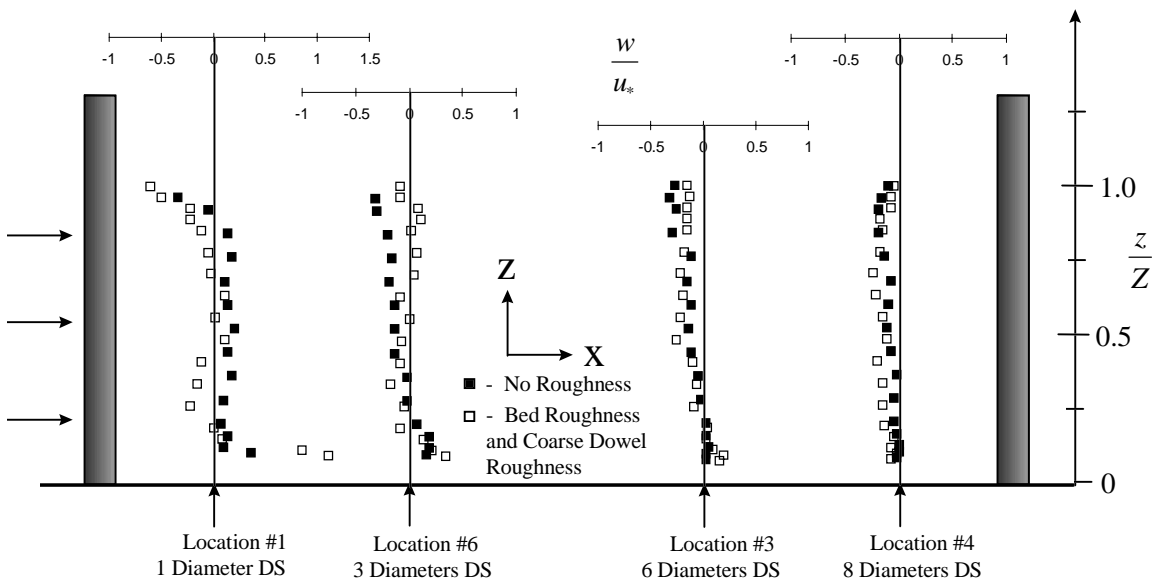 -1 -0.5 0 0.5 1 1.5
-1 -0.5 0 0.5 1
w
u*
-1 -0.5 0 0.5 1
-1 -0.5 0 0.5 1
1.0
z
Z
0.5
0
Z
X
- No Roughness
- Bed Roughness
and Coarse Dowel
Roughness
Location #1
1 Diameter DS
Location #6
3 Diameters DS
Location #3
6 Diameters DS
Location #4
8 Diameters DS